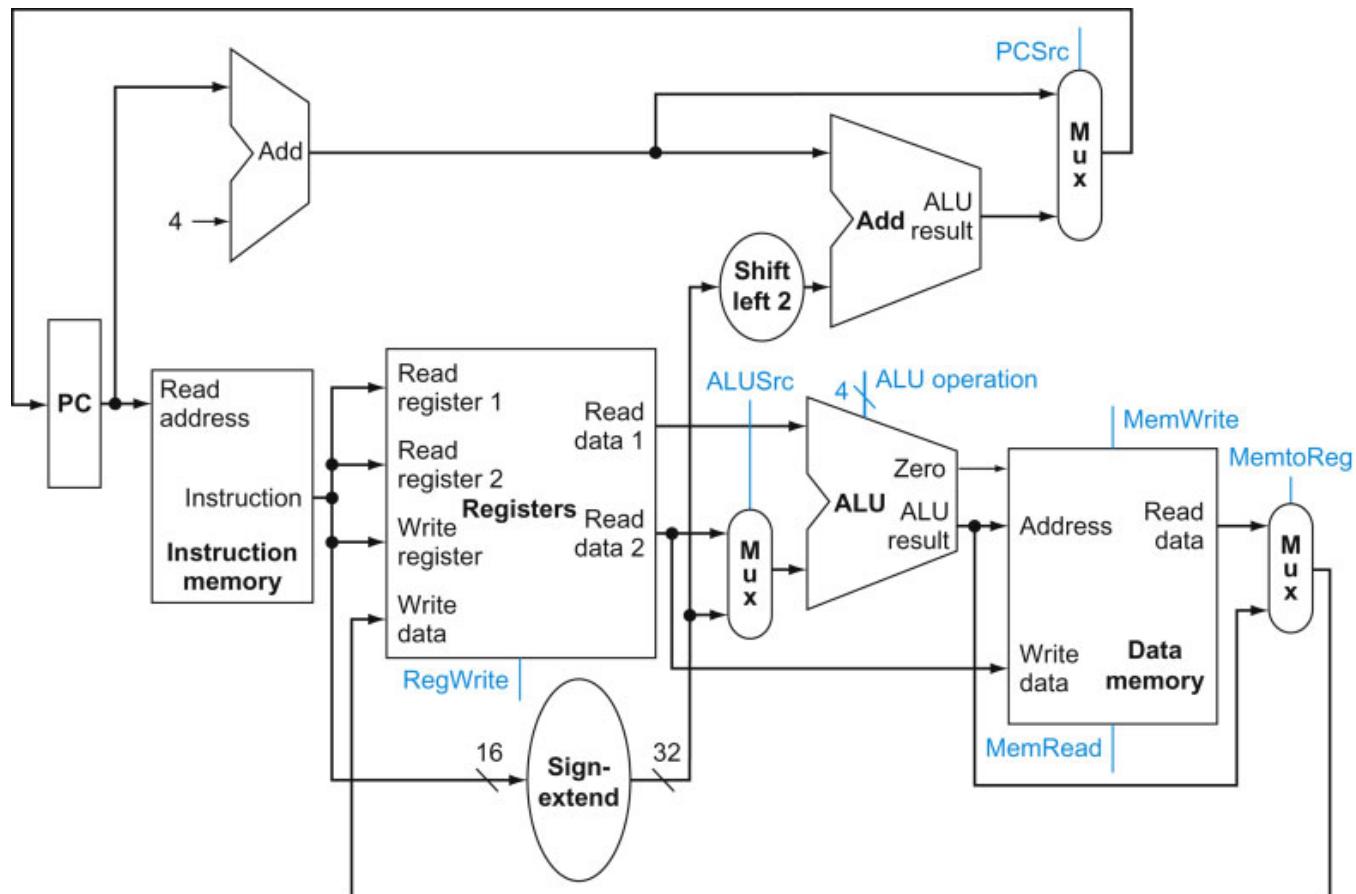 PCSrc
M
u
x
Add
4
Add
ALU
result
Shift
left 2
PC
Read
address
Instruction
Instruction
memory
Read
register 1
Read
register 2
Write
register
Write
data
Registers
Read
data 1
Read
data 2
RegWrite
ALUSrc
M
u
x
4
ALU operation
Zero
ALU
ALU
result
MemWrite
Address
Read
data
Write
data
Data
memory
MemRead
MemtoReg
M
u
x
16
Sign-
extend
32